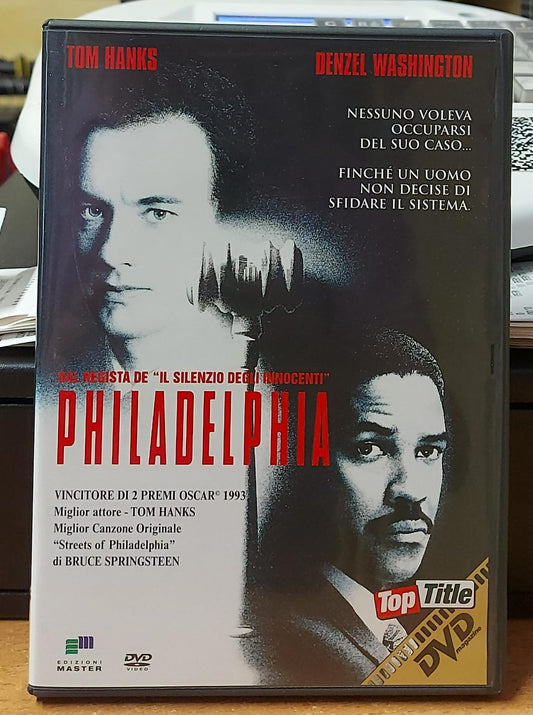 TOM HANKS
DENZEL WASHINGTON
NESSUNO VOLEVA
OCCUPARSI
DEL SUO CASO...
FINCHÉ UN UOMO
NON DECISE DI
SFIDARE IL SISTEMA.
DAL REGISTA DE "IL SILENZIO DEGLI INNOCENTI"
PHILADELPHIA
VINCITORE DI 2 PREMI OSCAR© 1993
Miglior attore - TOM HANKS
Miglior Canzone Originale
"Streets of Philadelphia"
di BRUCE SPRINGSTEEN
Top Title
DVD
magazine
EDIZIONI
MASTER
DVD
VIDEO